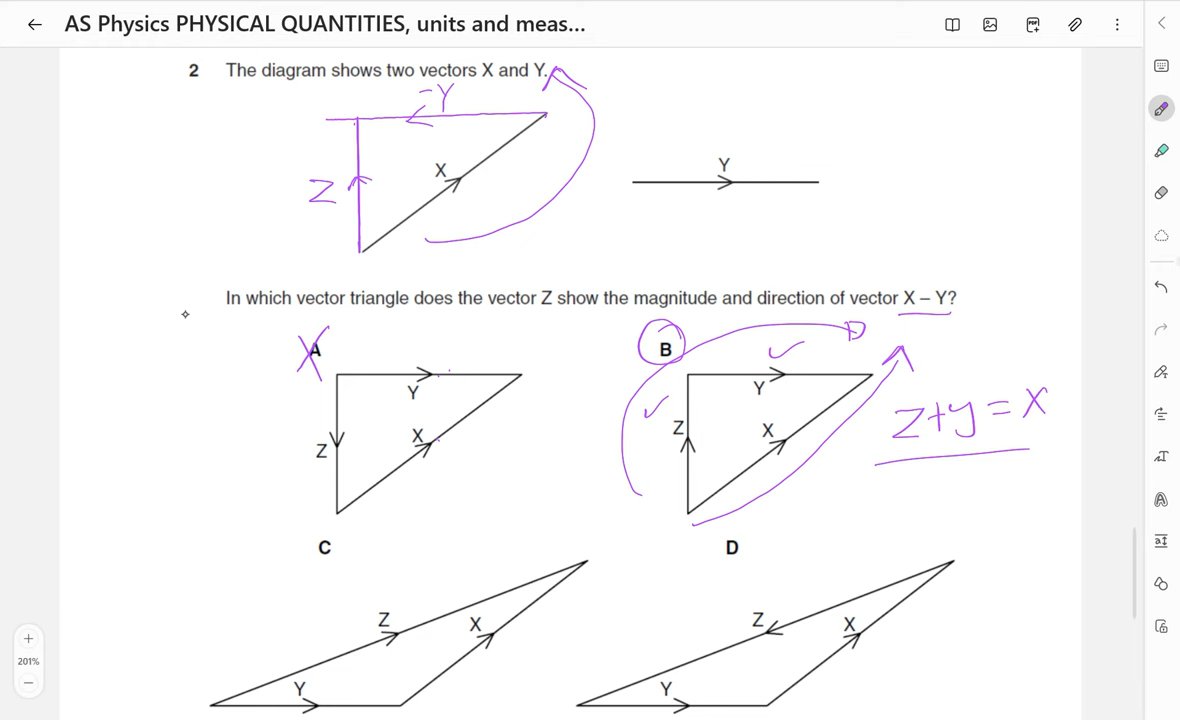 AS Physics PHYSICAL QUANTITIES, units and meas...
2 The diagram shows two vectors X and Y.
-Y
X
Z
Y
In which vector triangle does the vector Z show the magnitude and direction of vector X – Y?
A
Y
X
Z
B
Y
X
Z
Z+y=X
C
Z
X
Y
D
Z
X
Y
201%